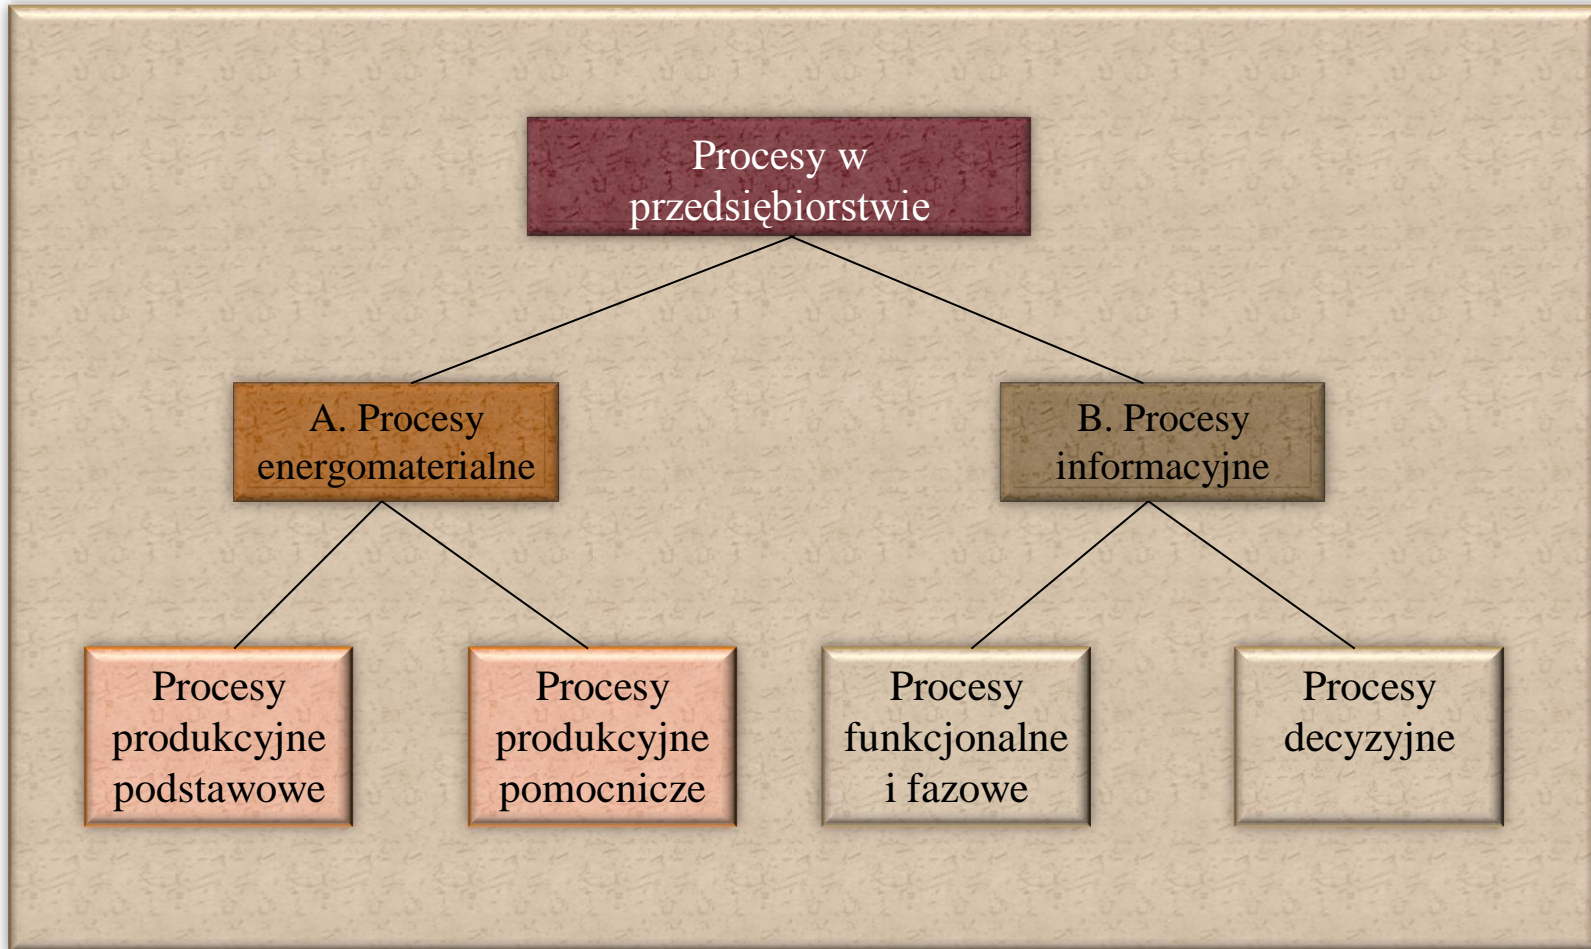 Procesy w
przedsiębiorstwie
A. Procesy
energomaterialne
B. Procesy
informacyjne
Procesy
produkcyjne
podstawowe
Procesy
produkcyjne
pomocnicze
Procesy
funkcjonalne
i fazowe
Procesy
decyzyjne